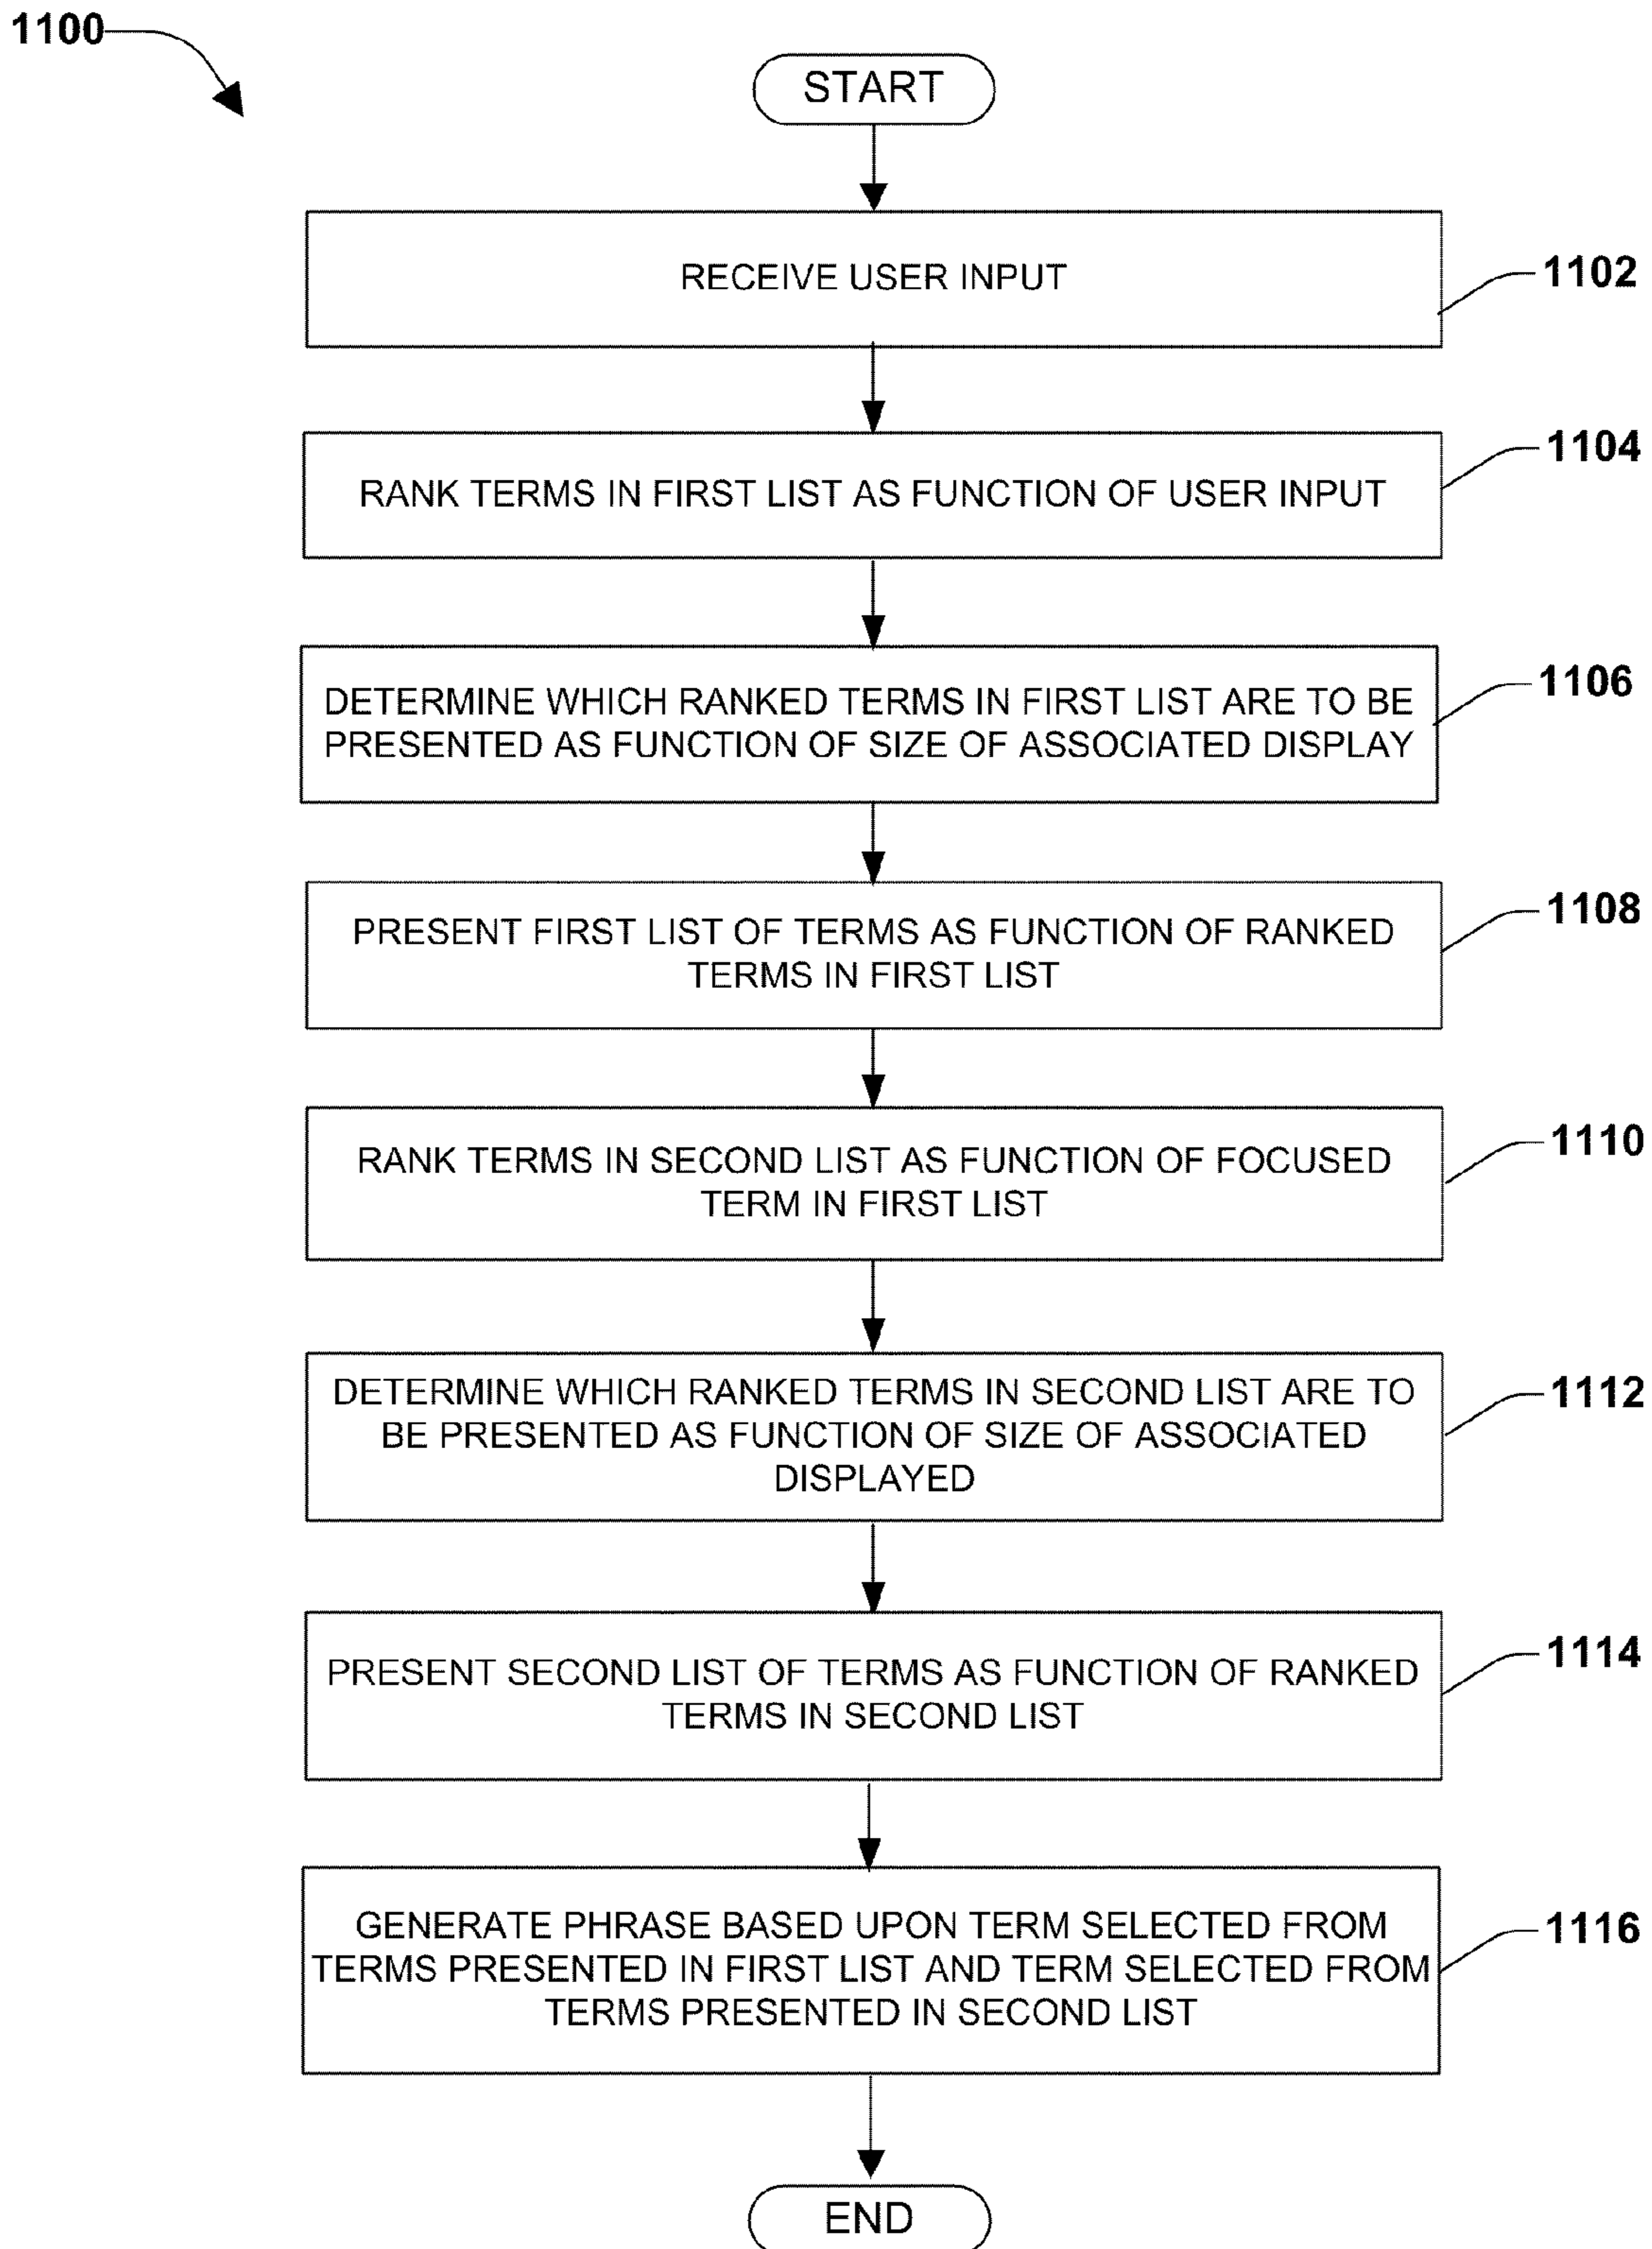 1100
START
RECEIVE USER INPUT
1102
RANK TERMS IN FIRST LIST AS FUNCTION OF USER INPUT
1104
DETERMINE WHICH RANKED TERMS IN FIRST LIST ARE TO BE
PRESENTED AS FUNCTION OF SIZE OF ASSOCIATED DISPLAY
1106
PRESENT FIRST LIST OF TERMS AS FUNCTION OF RANKED
TERMS IN FIRST LIST
1108
RANK TERMS IN SECOND LIST AS FUNCTION OF FOCUSED
TERM IN FIRST LIST
1110
DETERMINE WHICH RANKED TERMS IN SECOND LIST ARE TO
BE PRESENTED AS FUNCTION OF SIZE OF ASSOCIATED
DISPLAYED
1112
PRESENT SECOND LIST OF TERMS AS FUNCTION OF RANKED
TERMS IN SECOND LIST
1114
GENERATE PHRASE BASED UPON TERM SELECTED FROM
TERMS PRESENTED IN FIRST LIST AND TERM SELECTED FROM
TERMS PRESENTED IN SECOND LIST
1116
END